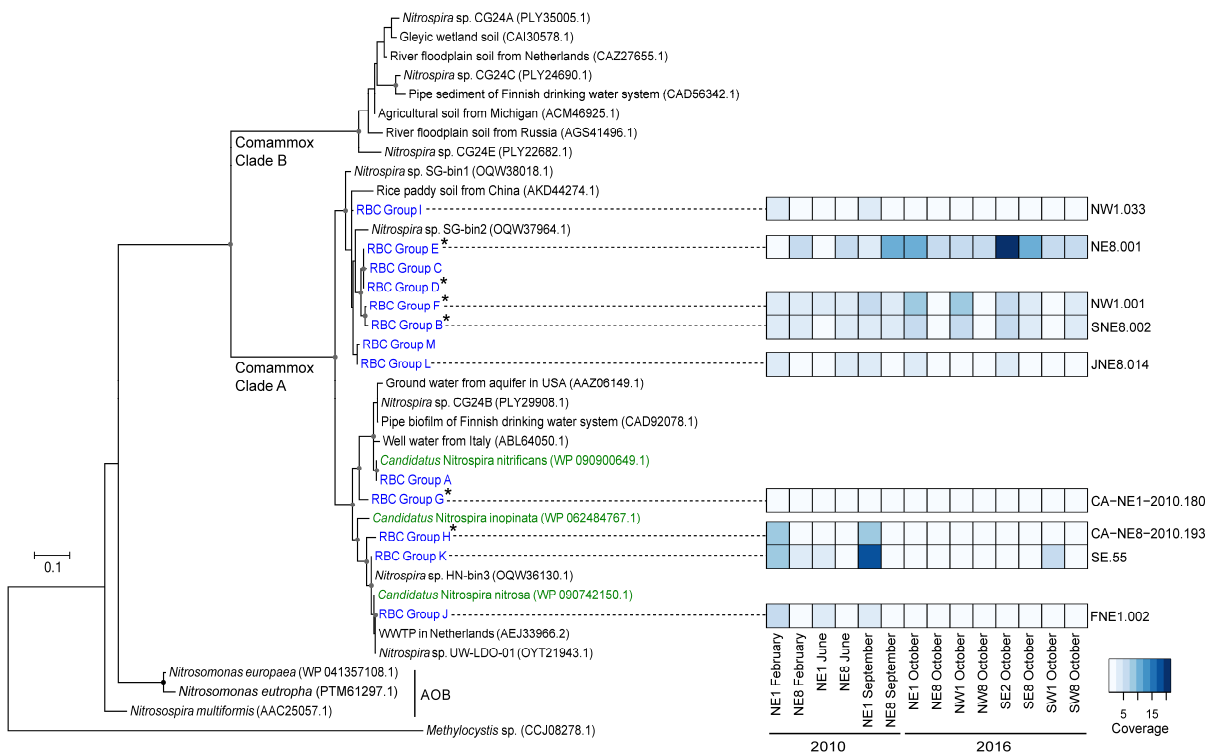 Nitrospira sp. CG24A (PLY35005.1)
Gleyic wetland soil (CAI30578.1)
River floodplain soil from Netherlands (CAZ27655.1)
Nitrospira sp. CG24C (PLY24690.1)
Pipe sediment of Finnish drinking water system (CAD56342.1)
Agricultural soil from Michigan (ACM46925.1)
River floodplain soil from Russia (AGS41496.1)
Nitrospira sp. CG24E (PLY22682.1)
Comammox
Clade B
Nitrospira sp. SG-bin1 (OQW38018.1)
Rice paddy soil from China (AKD44274.1)
RBC Group I
NW1.033
Nitrospira sp. SG-bin2 (OQW37964.1)
RBC Group E *
NE8.001
RBC Group C
RBC Group D *
RBC Group F *
NW1.001
RBC Group B *
SNE8.002
RBC Group M
RBC Group L
JNE8.014
Comammox
Clade A
Ground water from aquifer in USA (AAZ06149.1)
Nitrospira sp. CG24B (PLY29908.1)
Pipe biofilm of Finnish drinking water system (CAD92078.1)
Well water from Italy (ABL64050.1)
Candidatus Nitrospira nitrificans (WP 090900649.1)
RBC Group A
RBC Group G *
CA-NE1-2010.180
Candidatus Nitrospira inopinata (WP 062484767.1)
RBC Group H *
CA-NE8-2010.193
RBC Group K
SE.55
Nitrospira sp. HN-bin3 (OQW36130.1)
Candidatus Nitrospira nitrosa (WP 090742150.1)
RBC Group J
FNE1.002
WWTP in Netherlands (AEJ33966.2)
Nitrospira sp. UW-LDO-01 (OYT21943.1)
0.1
Nitrosomonas europaea (WP 041357108.1)
Nitrosomonas eutropha (PTM61297.1)
Nitrosospira multiformis (AAC25057.1)
AOB
Methylocystis sp. (CCJ08278.1)
NE1 February
NE8 February
NE1 June
NE8 June
NE1 September
NE8 September
NE1 October
NE8 October
NW1 October
NW8 October
SE2 October
SE8 October
SW1 October
SW8 October
2010
2016
5 15
Coverage